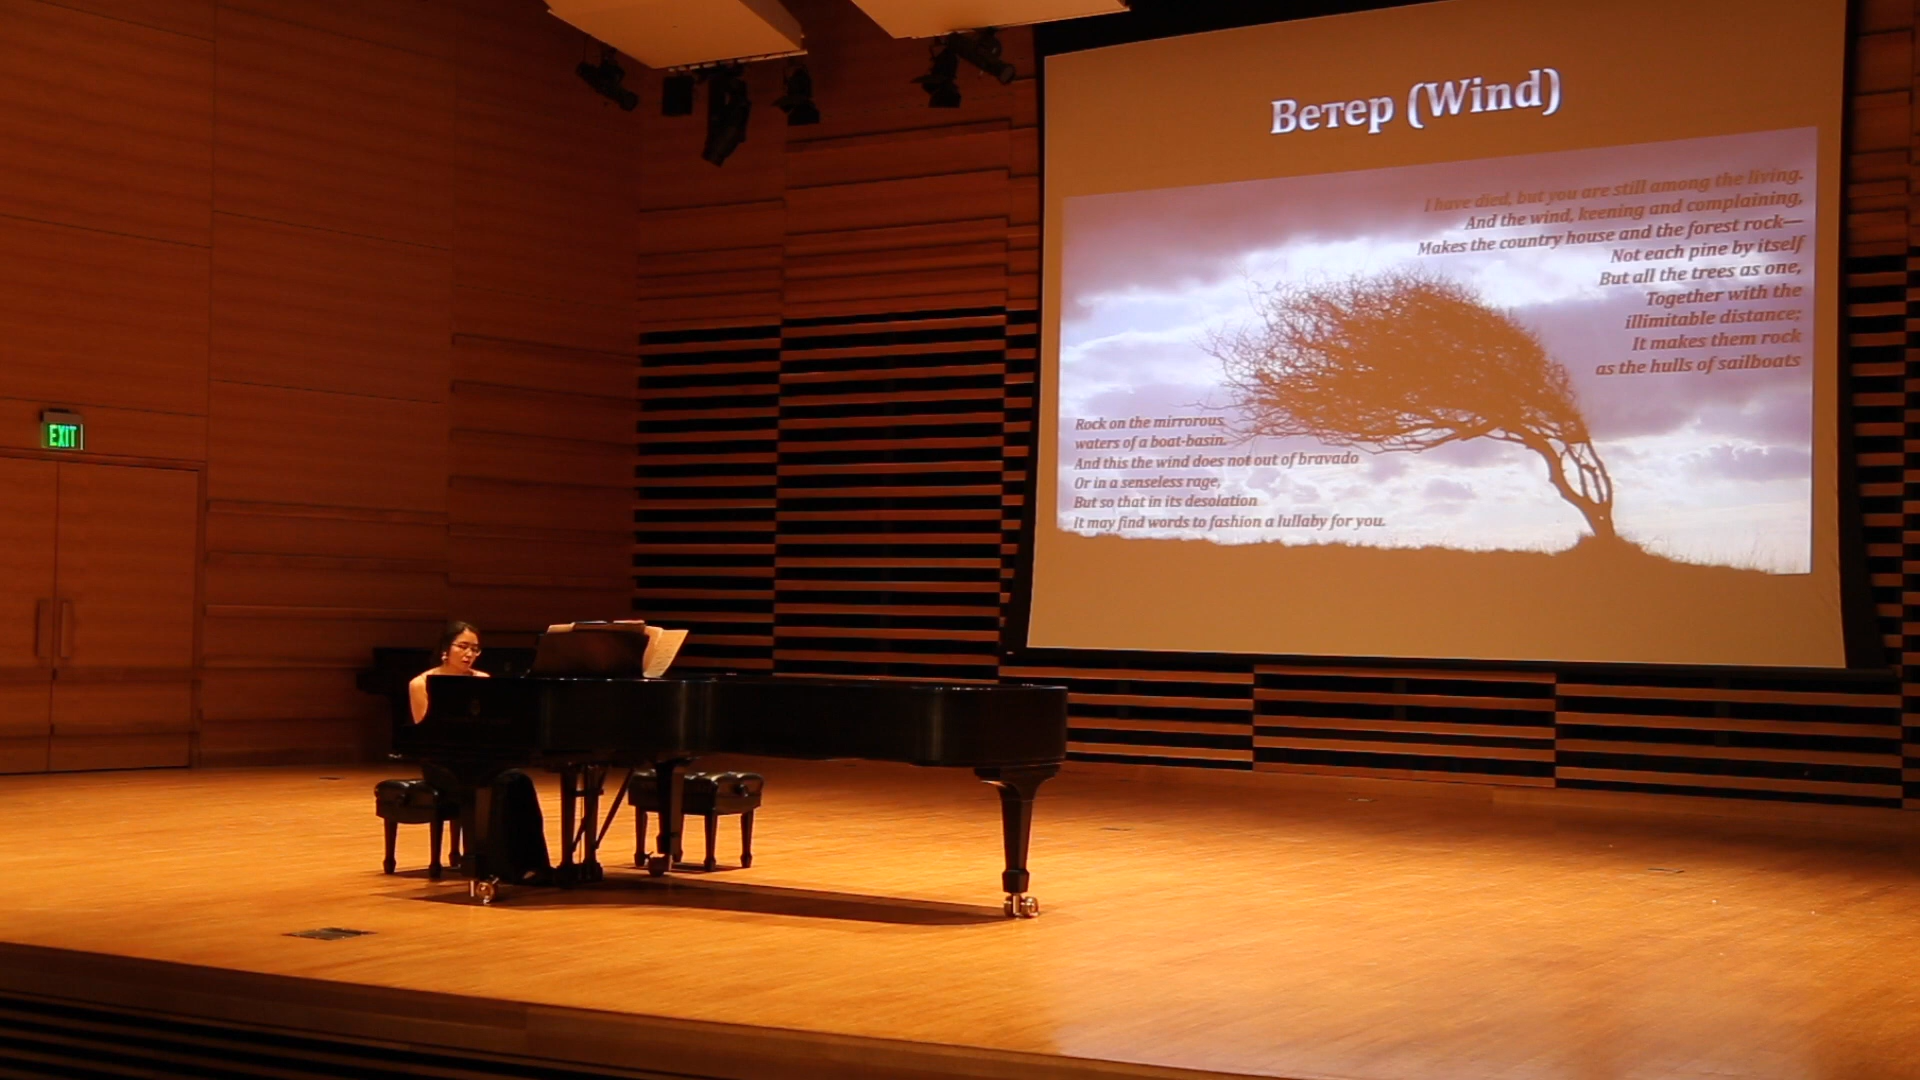 Ветер (Wind)
I have died, but you are still among the living.
And the wind, keening and complaining,
Makes the country house and the forest rock—
Not each pine by itself
But all the trees as one,
Together with the
illimitable distance;
It makes them rock
as the hulls of sailboats
Rock on the mirrorous
waters of a boat-basin.
And this the wind does not out of bravado
Or in a senseless rage,
But so that in its desolation
It may find words to fashion a lullaby for you.
EXIT